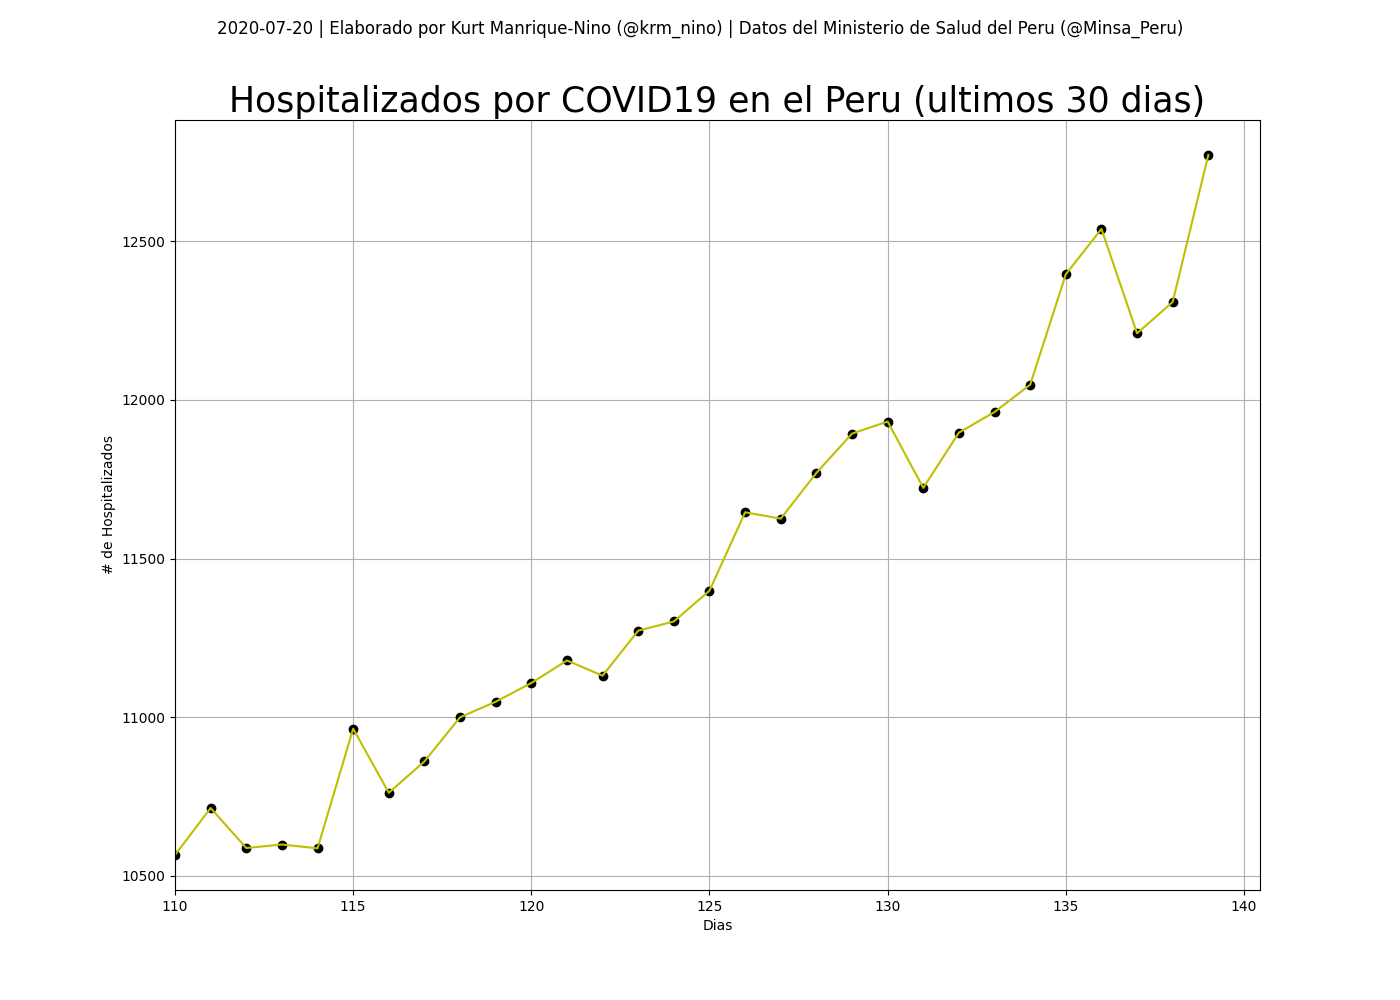 2020-07-20 | Elaborado por Kurt Manrique-Nino (@krm_nino) | Datos del Ministerio de Salud del Peru (@Minsa_Peru)
Hospitalizados por COVID19 en el Peru (ultimos 30 dias)
12500
12000
11500
11000
10500
# de Hospitalizados
110 115 120 125 130 135 140
Dias